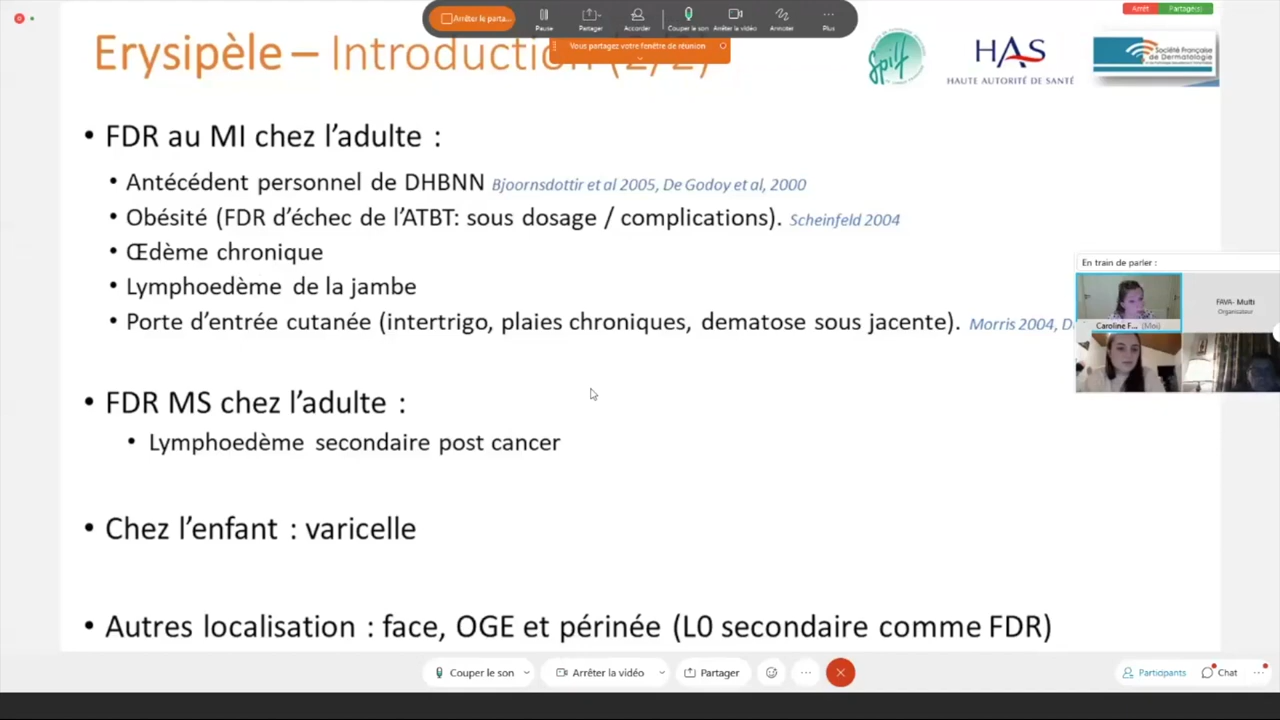 Arrêter le parta...
Pause
Partager
Accorder
Couper le son
Arrêter la vidéo
Annoter
Plus
Arrêt
Partagé(s)
Vous partagez votre fenêtre de réunion
Erysipèle – Introduction (2/2)
Spilf
HAS
HAUTE AUTORITÉ DE SANTÉ
Société Française
de Dermatologie
• FDR au MI chez l’adulte :
• Antécédent personnel de DHBNN Bjoornsdottir et al 2005, De Godoy et al, 2000
• Obésité (FDR d’échec de l’ATBT: sous dosage / complications). Scheinfeld 2004
• Œdème chronique
• Lymphoedème de la jambe
• Porte d’entrée cutanée (intertrigo, plaies chroniques, dematose sous jacente). Morris 2004,
En train de parler :
FAVA- Multi
Organisateur
Caroline F... (Moi)
• FDR MS chez l’adulte :
• Lymphoedème secondaire post cancer
• Chez l’enfant : varicelle
• Autres localisation : face, OGE et périnée (L0 secondaire comme FDR)
Couper le son
Arrêter la vidéo
Partager
Participants
Chat